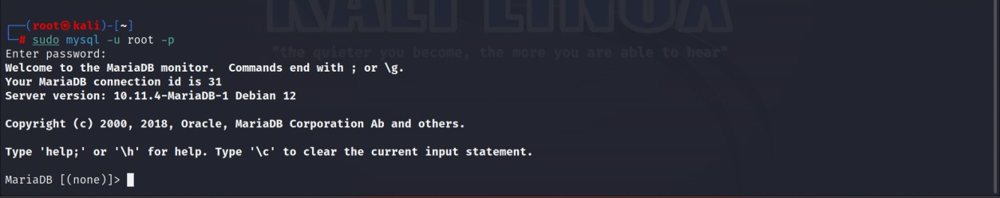 KALI LINUX
"the quieter you become, the more you are able to hear"
┌──(root㉿kali)-[~]
└─# sudo mysql -u root -p
Enter password:
Welcome to the MariaDB monitor.  Commands end with ; or \g.
Your MariaDB connection id is 31
Server version: 10.11.4-MariaDB-1 Debian 12
Copyright (c) 2000, 2018, Oracle, MariaDB Corporation Ab and others.
Type 'help;' or '\h' for help. Type '\c' to clear the current input statement.
MariaDB [(none)]>